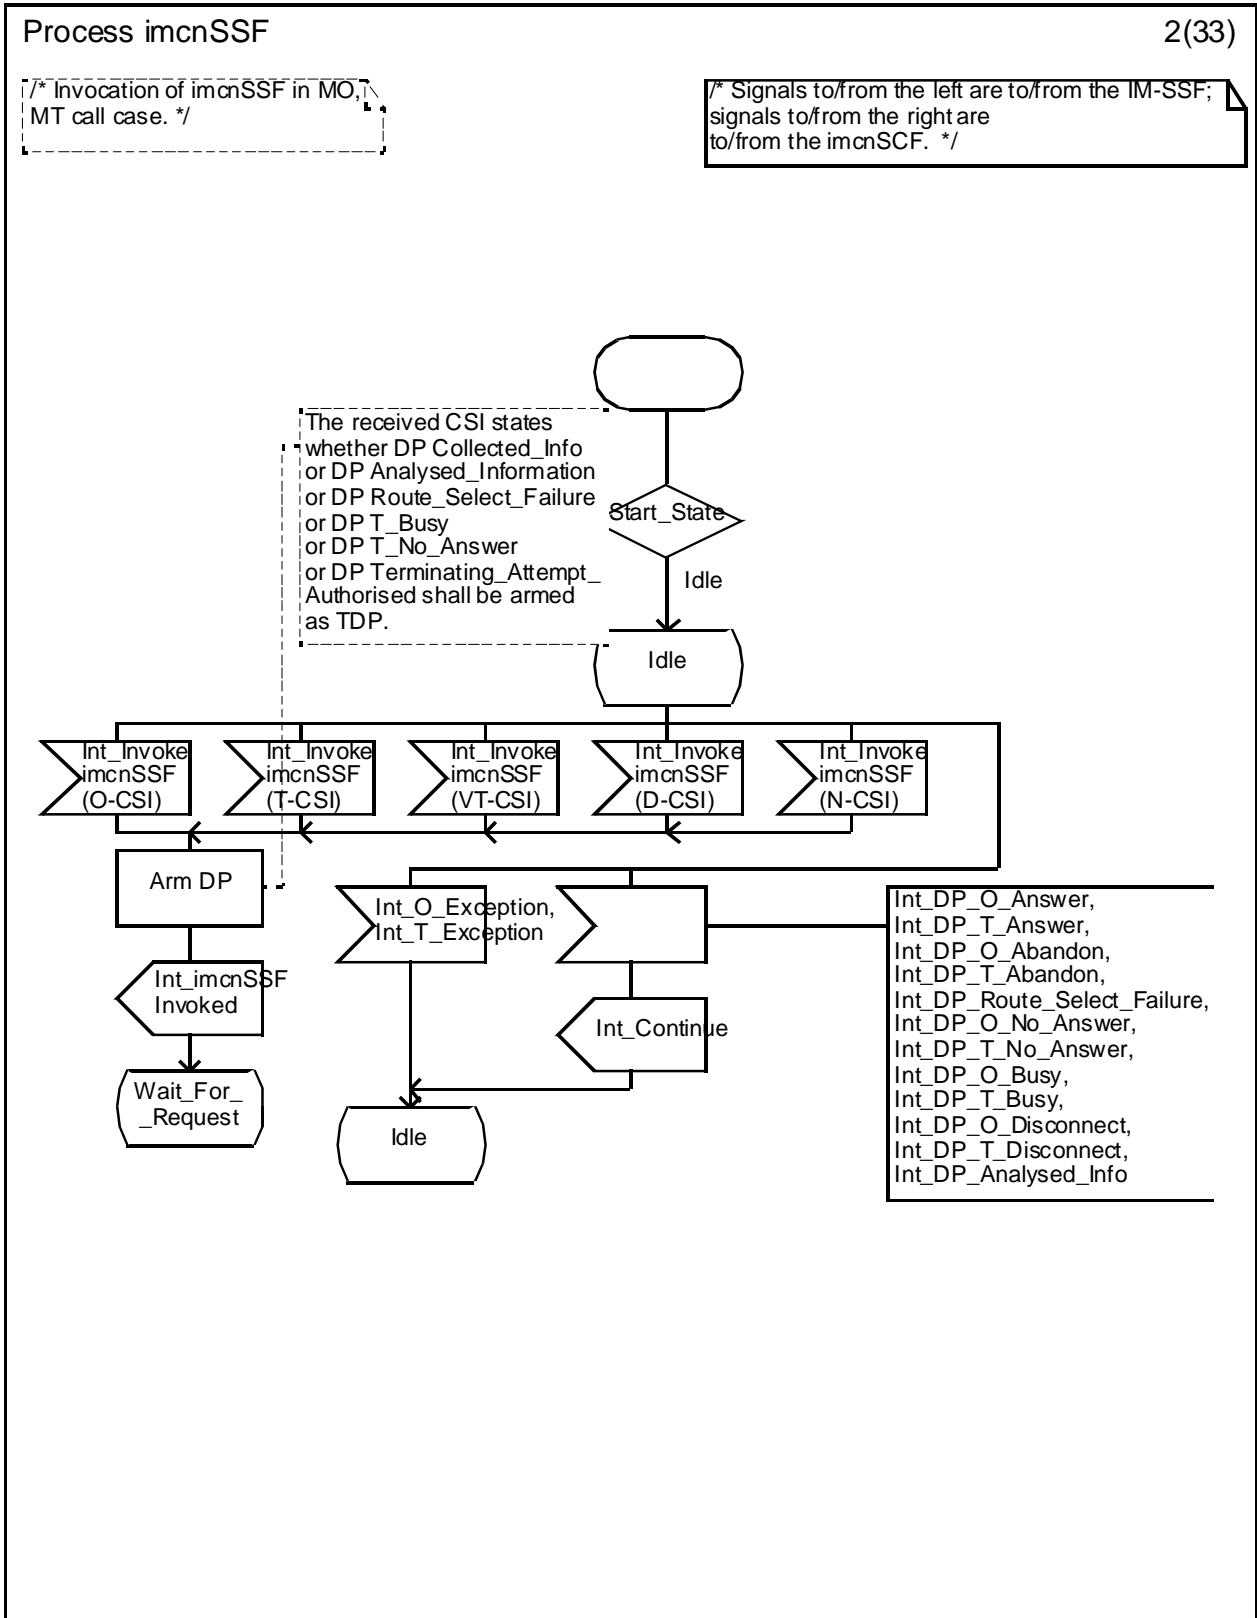 Process imcnSSF
2(33)
/* Invocation of imcnSSF in MO,
MT call case. */
/* Signals to/from the left are to/from the IM-SSF;
signals to/from the right are
to/from the imcnSCF. */
The received CSI states
whether DP Collected_Info
or DP Analysed_Information
or DP Route_Select_Failure
or DP T_Busy
or DP T_No_Answer
or DP Terminating_Attempt_
Authorised shall be armed
as TDP.
Start_State
Idle
Idle
Int_Invoke
imcnSSF
(O-CSI)
Int_Invoke
imcnSSF
(T-CSI)
Int_Invoke
imcnSSF
(VT-CSI)
Int_Invoke
imcnSSF
(D-CSI)
Int_Invoke
imcnSSF
(N-CSI)
Arm DP
Int_O_Exception,
Int_T_Exception
Int_DP_O_Answer,
Int_DP_T_Answer,
Int_DP_O_Abandon,
Int_DP_T_Abandon,
Int_DP_Route_Select_Failure,
Int_DP_O_No_Answer,
Int_DP_T_No_Answer,
Int_DP_O_Busy,
Int_DP_T_Busy,
Int_DP_O_Disconnect,
Int_DP_T_Disconnect,
Int_DP_Analysed_Info
Int_imcnSSF
Invoked
Int_Continue
Wait_For_
_Request
Idle